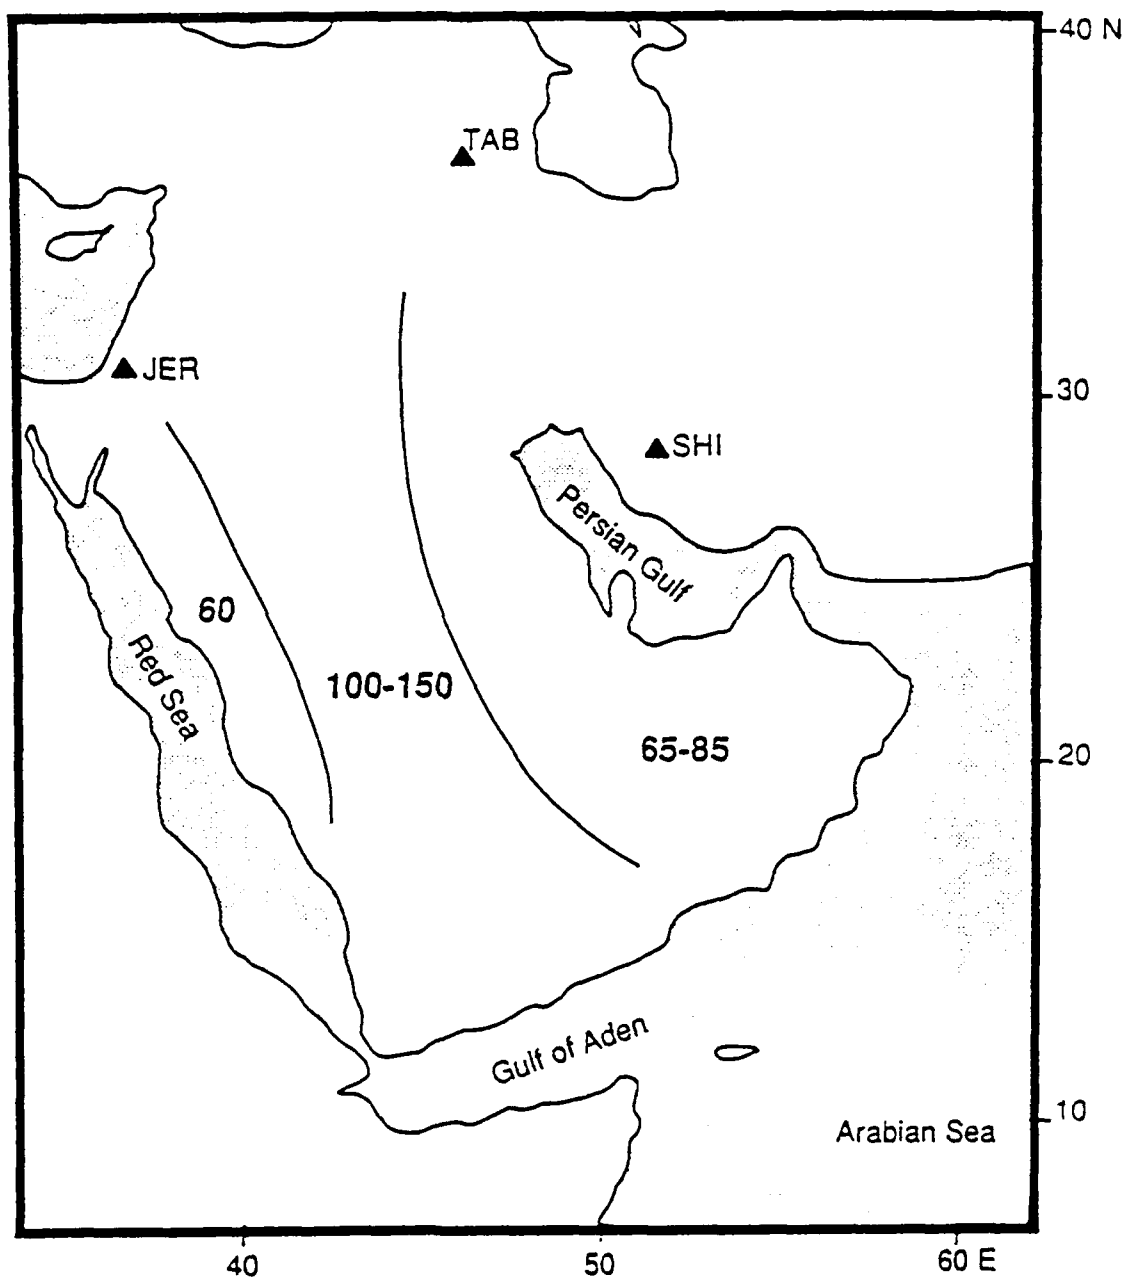 40 N
TAB
JER
30
SHI
Persian Gulf
60
Red Sea
100-150
65-85
20
Gulf of Aden
10
Arabian Sea
40
50
60 E